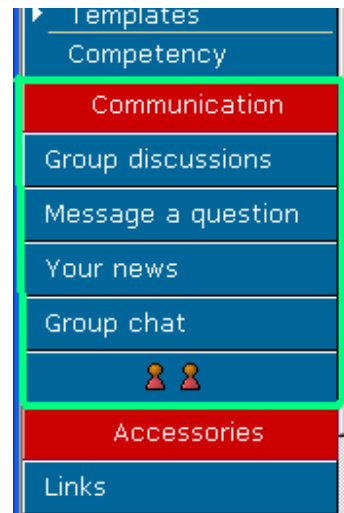 Templates
Competency
Communication
Group discussions
Message a question
Your news
Group chat
Accessories
Links